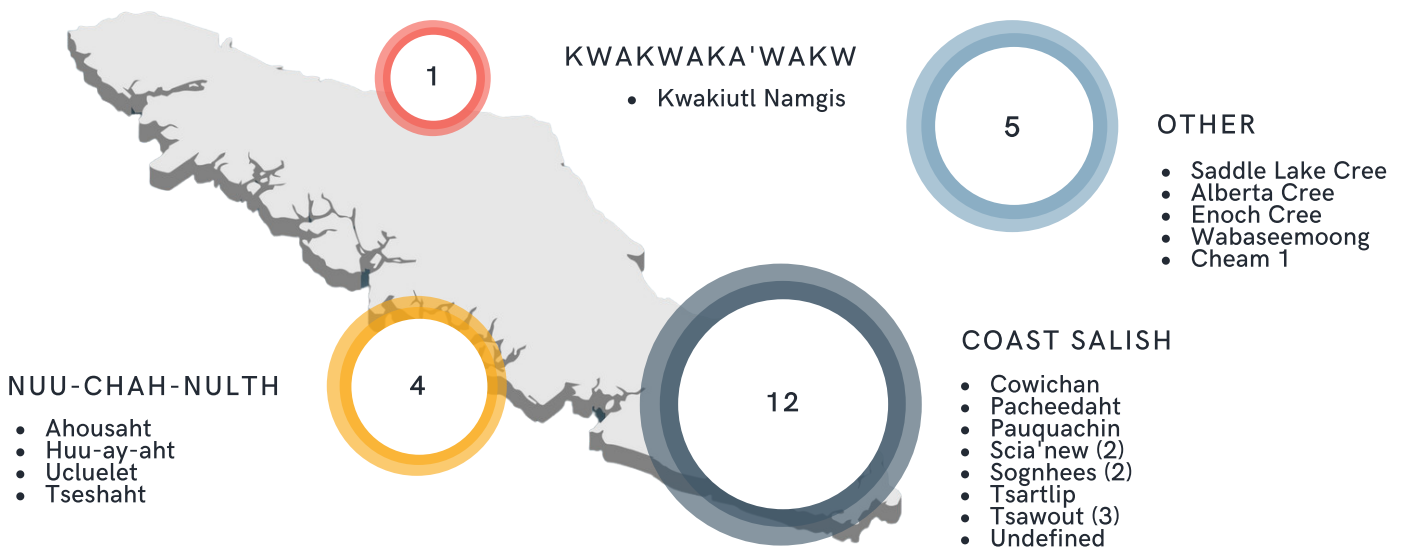 1
KWAKWAKA'WAKW
• Kwakiutl Namgis
5
OTHER
• Saddle Lake Cree
• Alberta Cree
• Enoch Cree
• Wabaseemoong
• Cheam 1
NUU-CHAH-NULTH
• Ahousaht
• Huu-ay-aht
• Ucluelet
• Tseshaht
4
12
COAST SALISH
• Cowichan
• Pacheedaht
• Pauquachin
• Scia'new (2)
• Sognhees (2)
• Tsartlip
• Tsawout (3)
• Undefined